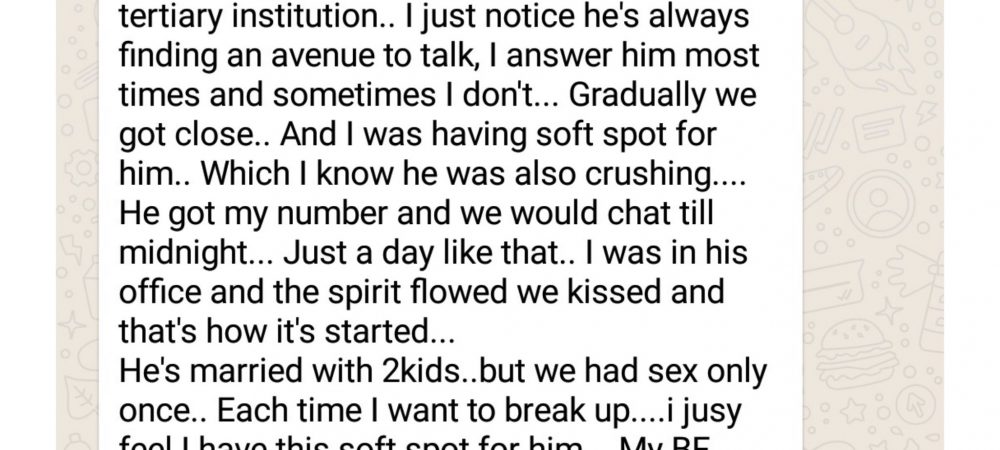 tertiary institution.. I just notice he's always
finding an avenue to talk, I answer him most
times and sometimes I don't... Gradually we
got close.. And I was having soft spot for
him.. Which I know he was also crushing....
He got my number and we would chat till
midnight... Just a day like that.. I was in his
office and the spirit flowed we kissed and
that's how it's started...
He's married with 2kids..but we had sex only
once.. Each time I want to break up....i jusy
feel I have this soft spot for him... My BF